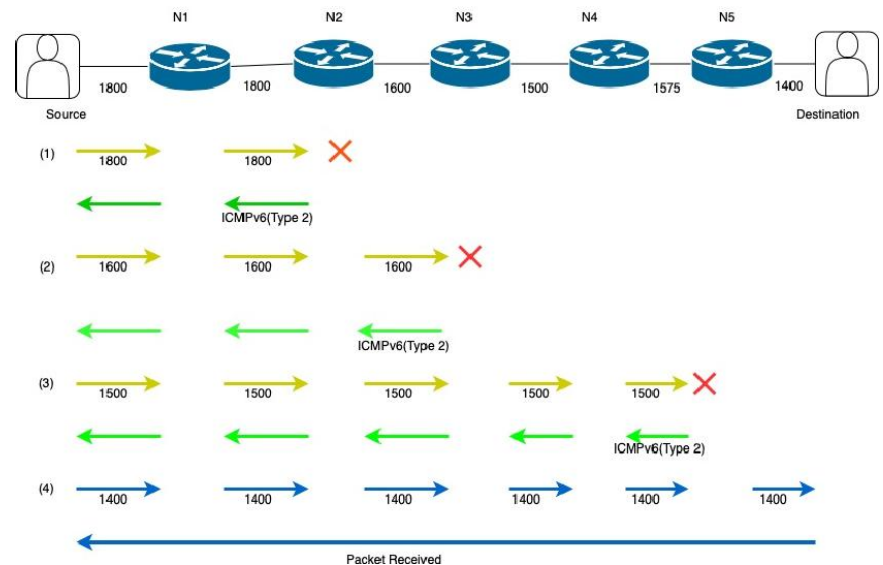 N1 N2 N3 N4 N5
1800 1800 1600 1500 1575 1400
Source Destination
(1) 1800 1800
ICMPv6(Type 2)
(2) 1600 1600 1600
ICMPv6(Type 2)
(3) 1500 1500 1500 1500 1500
ICMPv6(Type 2)
(4) 1400 1400 1400 1400 1400 1400
Packet Received